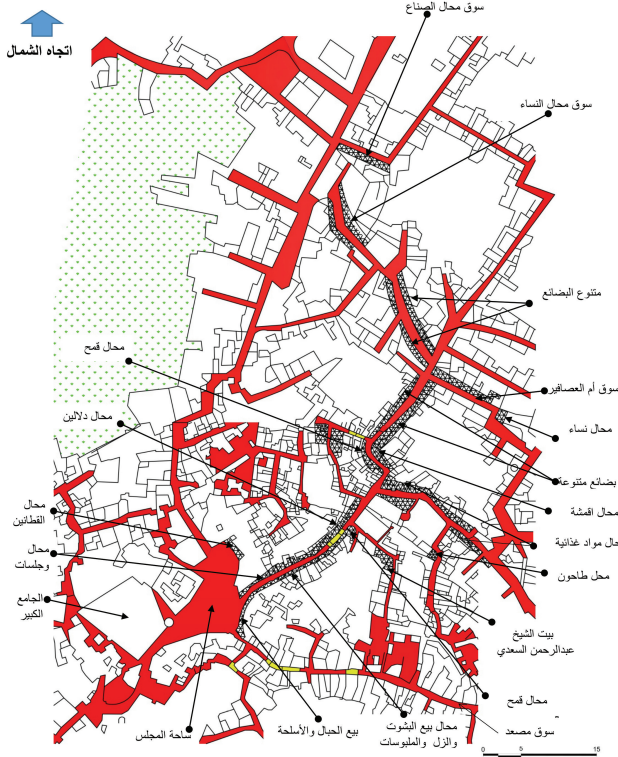 سوق محال الصناع
اتجاه الشمال
سوق محال النساء
متنوع البضائع
محال قمح
سوق أم العصافير
محال دلالين
محال نساء
بضائع متنوعة
محال
القطانين
محال اقمشة
حال مواد غذائية
محال
وجلسات
محل طاحون
الجامع
الكبير
بيت الشيخ
عبدالرحمن السعدي
محال قمح
سوق مصعد
ساحة المجلس
بيع الحبال والأسلحة
محال بيع البشوت
والزل والملبوسات
0 5 15